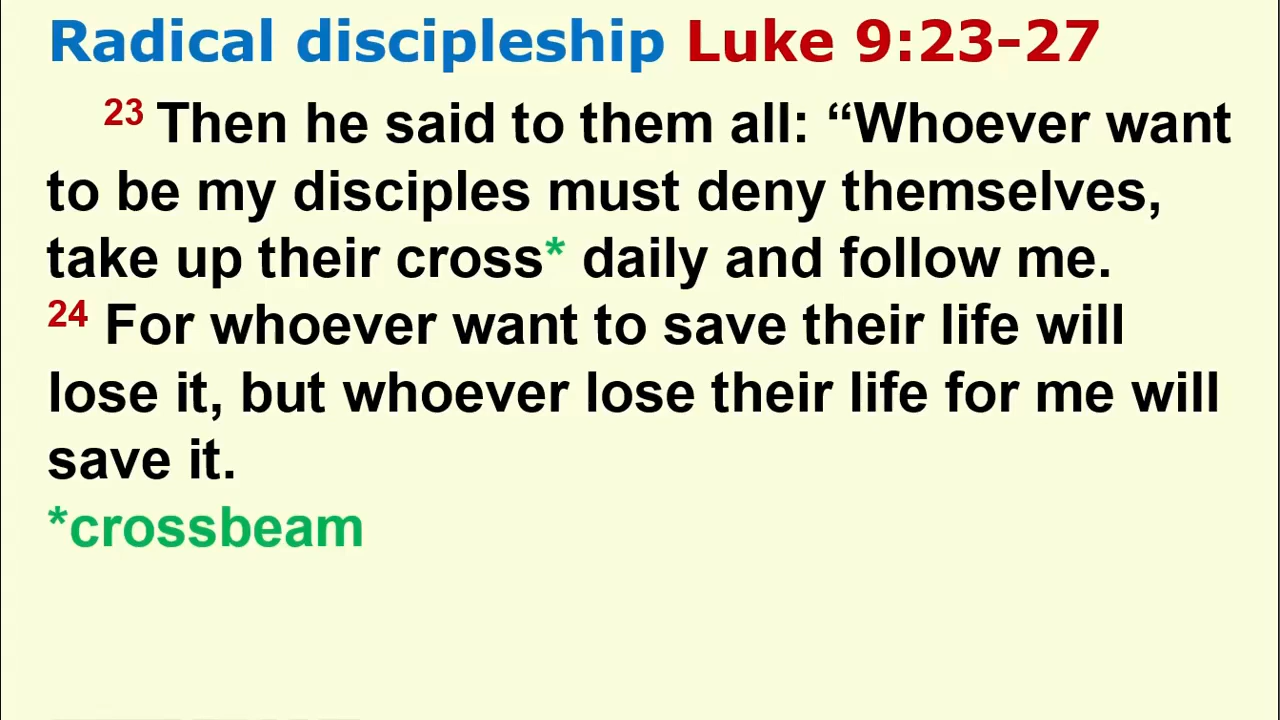 Radical discipleship Luke 9:23-27
23 Then he said to them all: “Whoever want
to be my disciples must deny themselves,
take up their cross* daily and follow me.
24 For whoever want to save their life will
lose it, but whoever lose their life for me will
save it.
*crossbeam